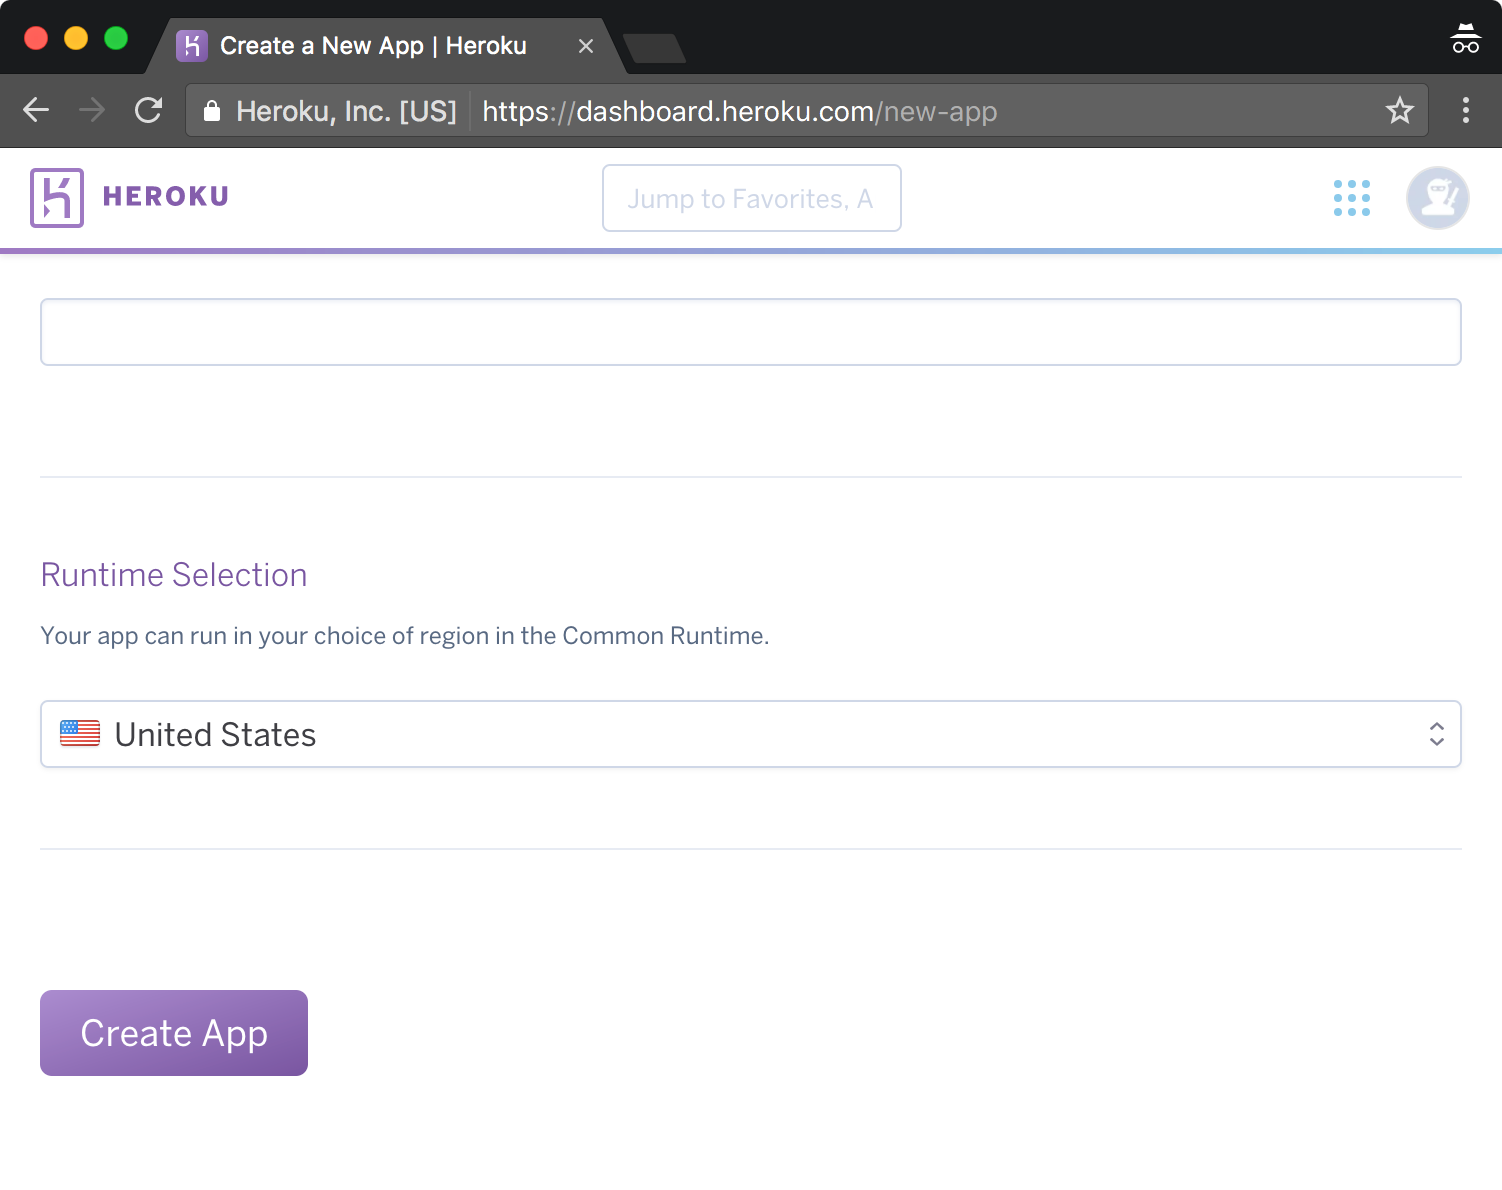 Create a New App | Heroku
Heroku, Inc. [US] https://dashboard.heroku.com/new-app
HEROKU
Jump to Favorites, A
Runtime Selection
Your app can run in your choice of region in the Common Runtime.
United States
Create App